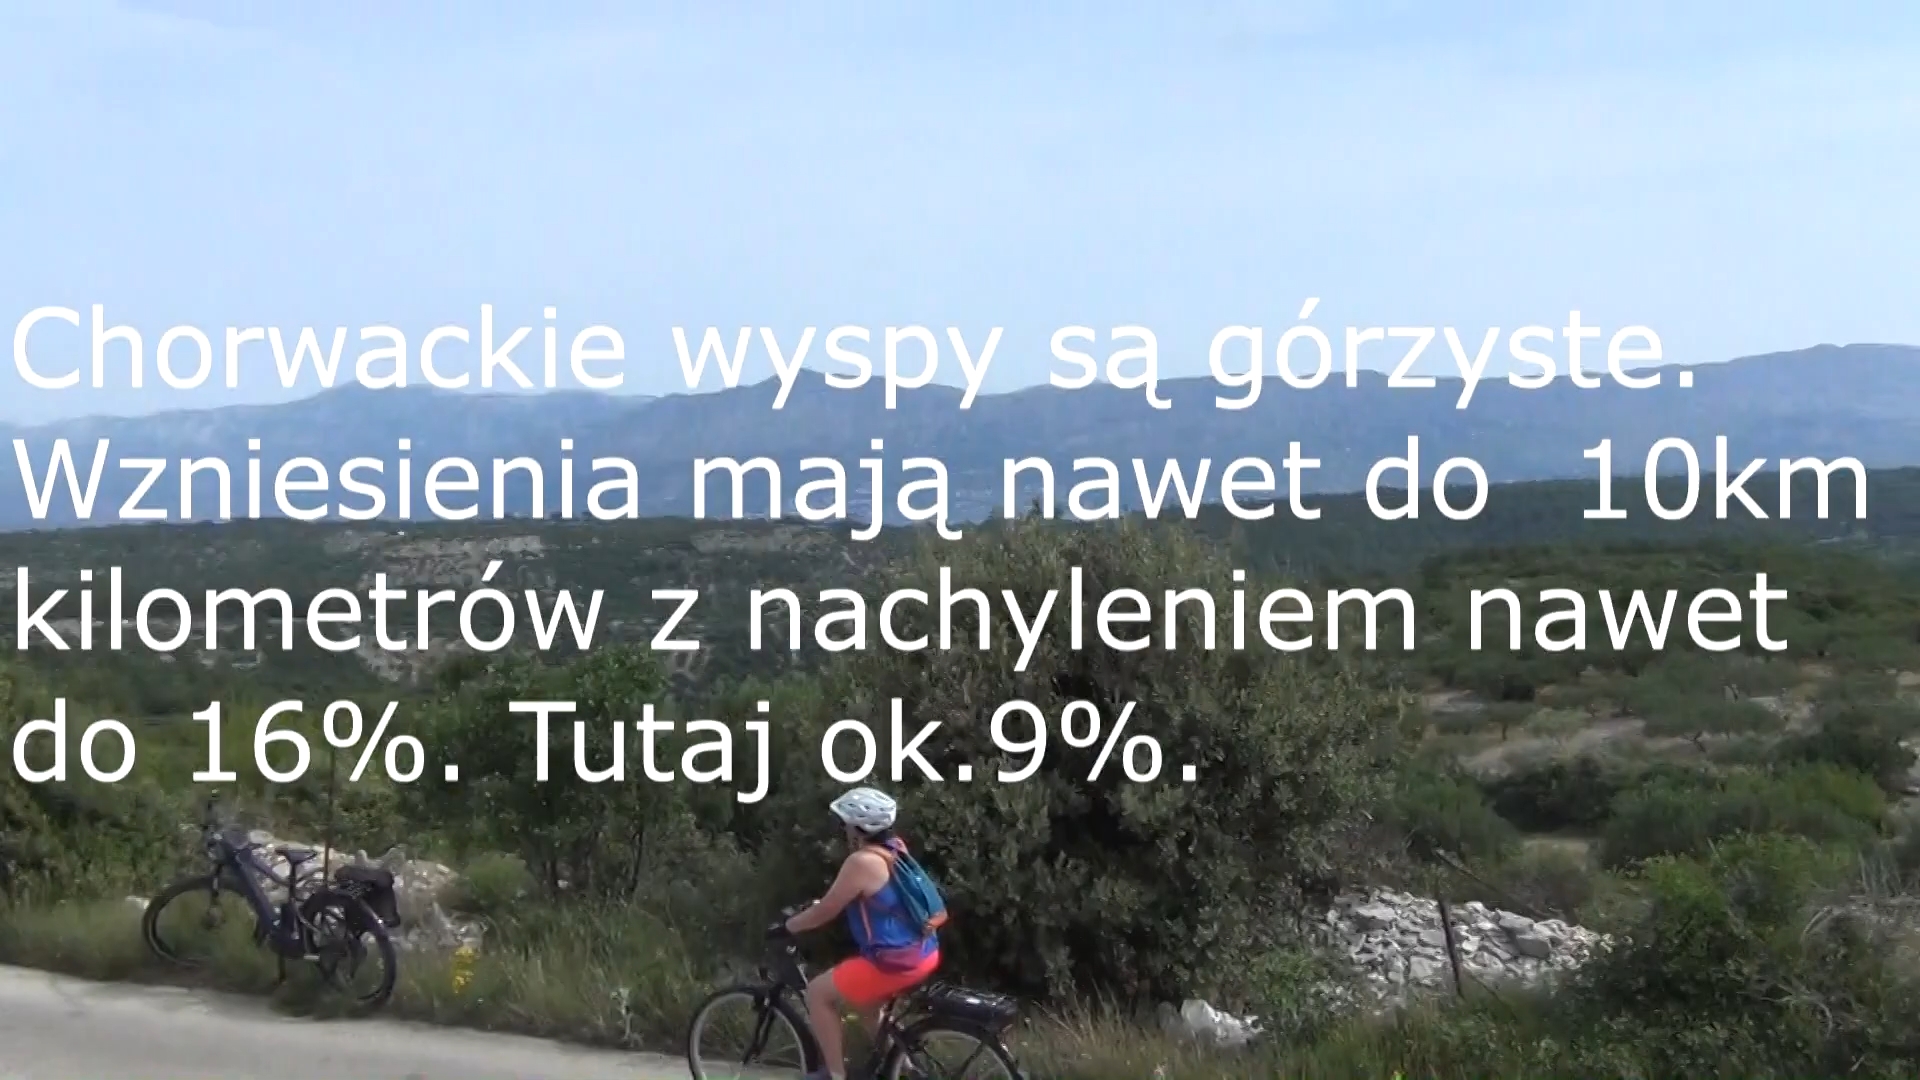 Chorwackie wyspy są górzyste.
Wzniesienia mają nawet do  10km
kilometrów z nachyleniem nawet
do 16%. Tutaj ok.9%.